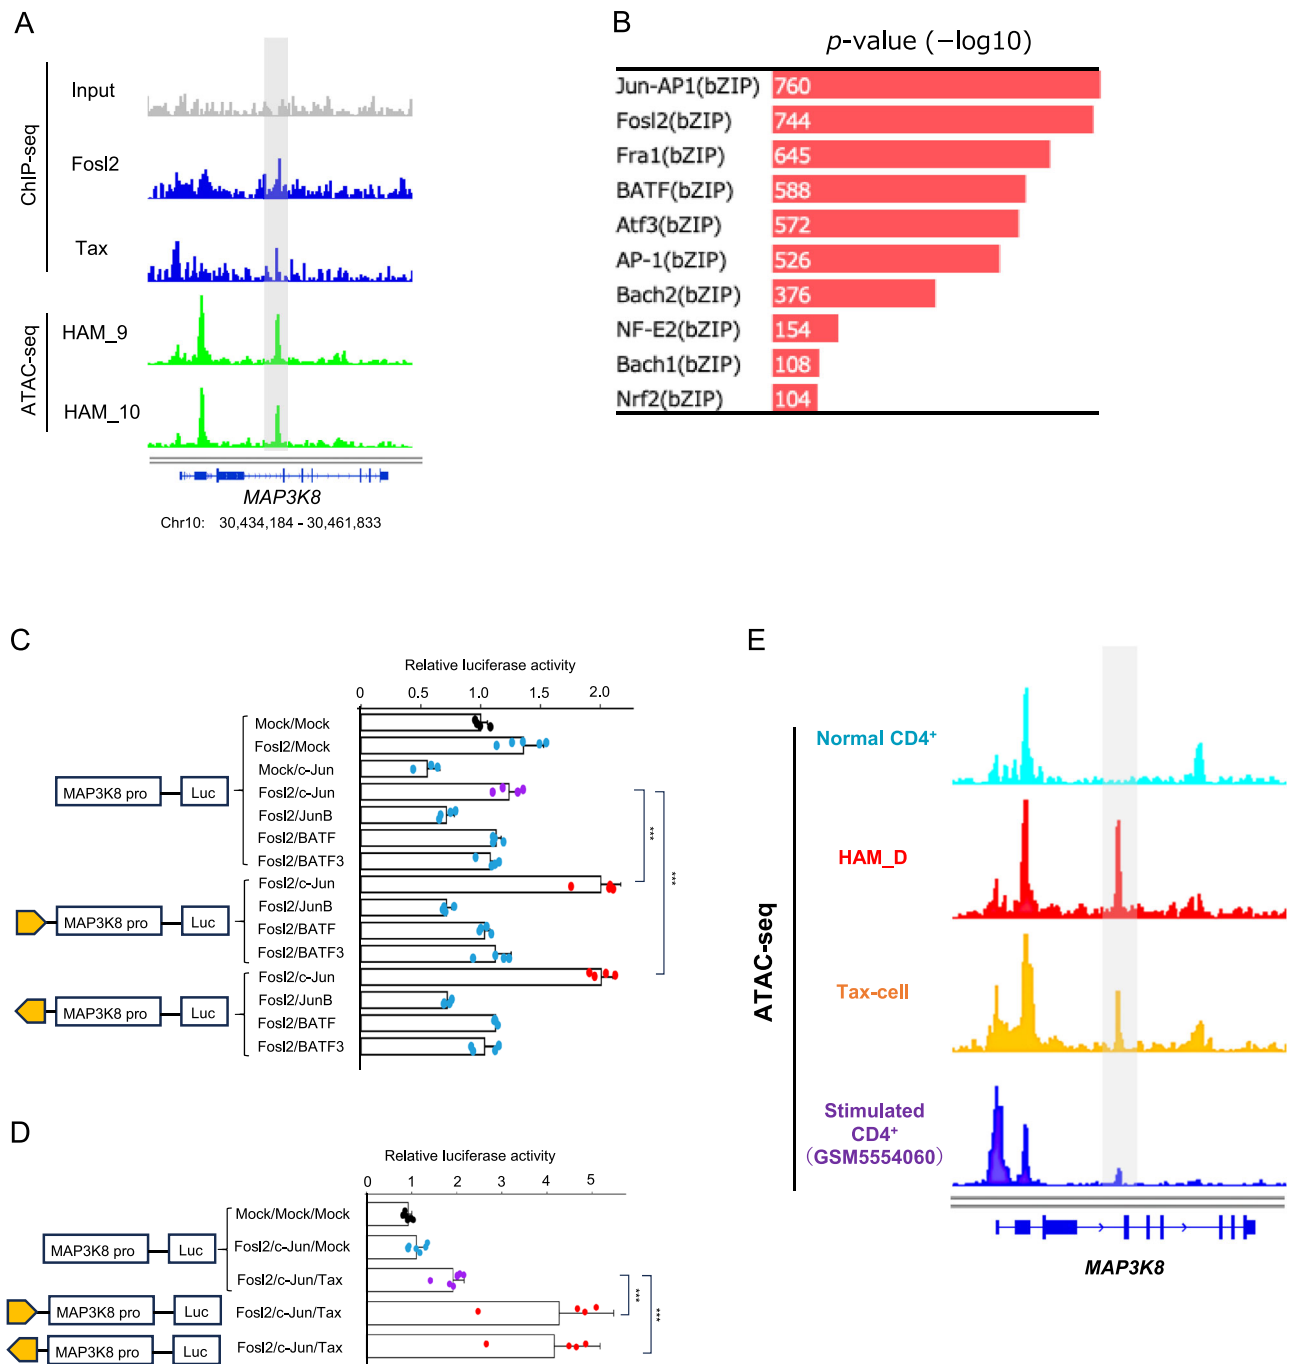 A
ChIP-seq
Input
Fosl2
Tax
ATAC-seq
HAM_9
HAM_10
MAP3K8
Chr10: 30,434,184 - 30,461,833
B
p-value (−log10)
Jun-AP1(bZIP) 760
Fosl2(bZIP) 744
Fra1(bZIP) 645
BATF(bZIP) 588
Atf3(bZIP) 572
AP-1(bZIP) 526
Bach2(bZIP) 376
NF-E2(bZIP) 154
Bach1(bZIP) 108
Nrf2(bZIP) 104
C
Relative luciferase activity
0 0.5 1.0 1.5 2.0
MAP3K8 pro Luc
Mock/Mock
Fosl2/Mock
Mock/c-Jun
Fosl2/c-Jun
Fosl2/JunB
Fosl2/BATF
Fosl2/BATF3
MAP3K8 pro Luc
Fosl2/c-Jun
Fosl2/JunB
Fosl2/BATF
Fosl2/BATF3
MAP3K8 pro Luc
Fosl2/c-Jun
Fosl2/JunB
Fosl2/BATF
Fosl2/BATF3
***
***
D
Relative luciferase activity
0 1 2 3 4 5
MAP3K8 pro Luc
Mock/Mock/Mock
Fosl2/c-Jun/Mock
Fosl2/c-Jun/Tax
MAP3K8 pro Luc Fosl2/c-Jun/Tax
MAP3K8 pro Luc Fosl2/c-Jun/Tax
***
***
E
ATAC-seq
Normal CD4⁺
HAM_D
Tax-cell
Stimulated
CD4⁺
(GSM5554060)
MAP3K8